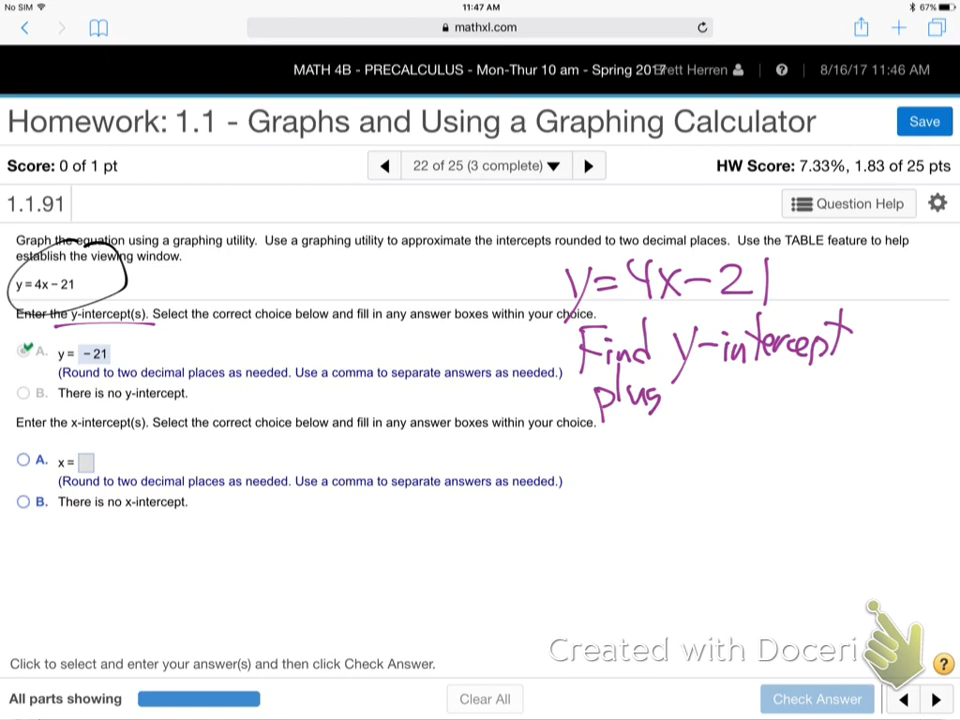 No SIM 11:47 AM 67%
mathxl.com
MATH 4B - PRECALCULUS - Mon-Thur 10 am - Spring 2017 Brett Herren ? 8/16/17 11:46 AM
Homework: 1.1 - Graphs and Using a Graphing Calculator Save
Score: 0 of 1 pt 22 of 25 (3 complete) HW Score: 7.33%, 1.83 of 25 pts
1.1.91 Question Help
Graph the equation using a graphing utility. Use a graphing utility to approximate the intercepts rounded to two decimal places. Use the TABLE feature to help
establish the viewing window.
y = 4x − 21
y=4x-21
Enter the y-intercept(s). Select the correct choice below and fill in any answer boxes within your choice.
Find y-intercept
plus
A. y = − 21
(Round to two decimal places as needed. Use a comma to separate answers as needed.)
B. There is no y-intercept.
Enter the x-intercept(s). Select the correct choice below and fill in any answer boxes within your choice.
A. x =
(Round to two decimal places as needed. Use a comma to separate answers as needed.)
B. There is no x-intercept.
Created with Doceri
Click to select and enter your answer(s) and then click Check Answer. ?
All parts showing Clear All Check Answer